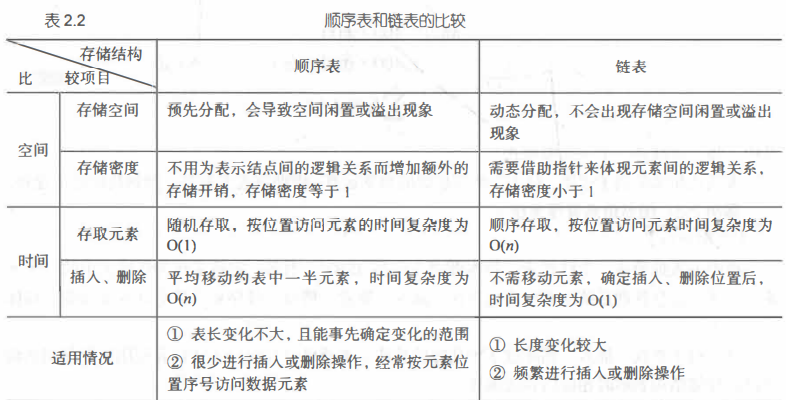 表 2.2 顺序表和链表的比较
存储结构
比 较项目
顺序表
链表
空间
存储空间
预先分配，会导致空间闲置或溢出现象
动态分配，不会出现存储空间闲置或溢出
现象
存储密度
不用为表示结点间的逻辑关系而增加额外的
存储开销，存储密度等于 1
需要借助指针来体现元素间的逻辑关系，
存储密度小于 1
时间
存取元素
随机存取，按位置访问元素的时间复杂度为
O(1)
顺序存取，按位置访问元素时间复杂度为
O(n)
插入、删除
平均移动约表中一半元素，时间复杂度为
O(n)
不需移动元素，确定插入、删除位置后，
时间复杂度为 O(1)
适用情况
① 表长变化不大，且能事先确定变化的范围
② 很少进行插入或删除操作，经常按元素位
置序号访问数据元素
① 长度变化较大
② 频繁进行插入或删除操作